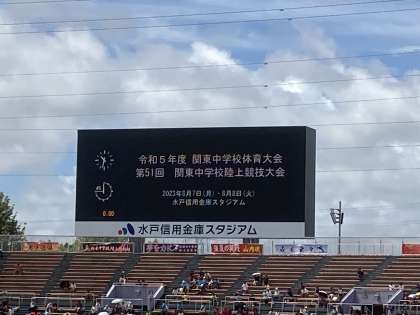 令和５年度 関東中学校体育大会
第51回 関東中学校陸上競技大会
2023年8月7日(月)・8月8日(火)
水戸信用金庫スタジアム
0.00
水戸信用金庫スタジアム